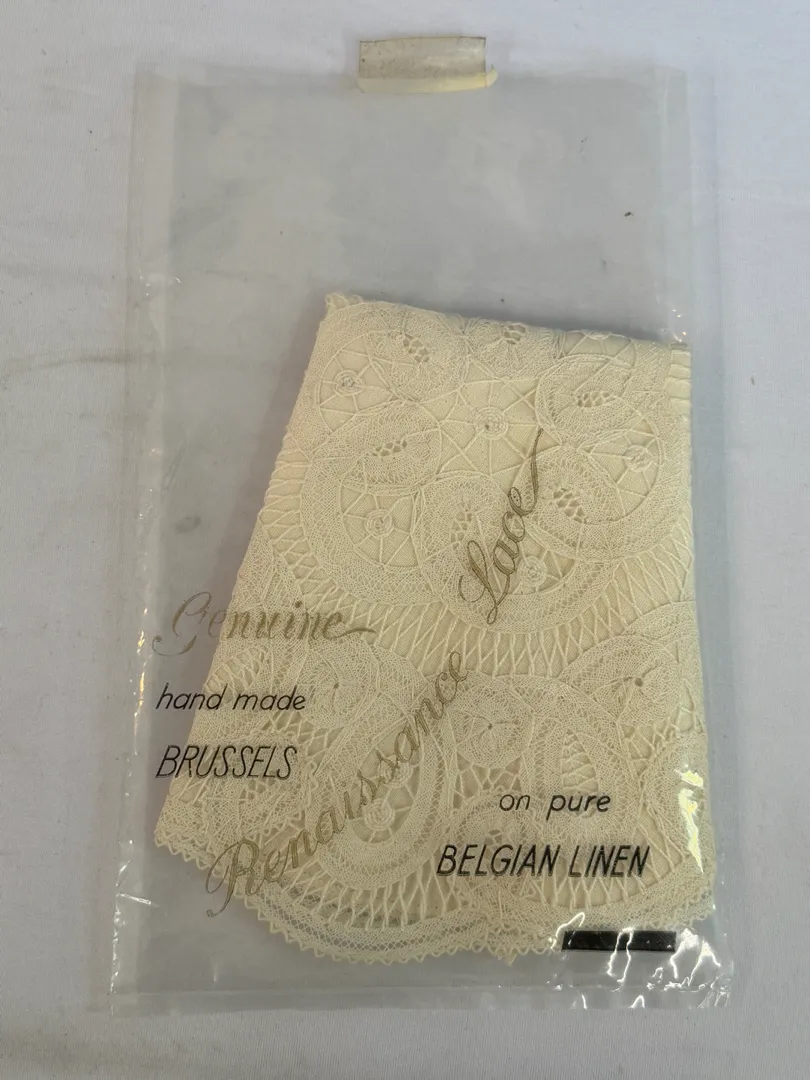 Genuine
hand made
BRUSSELS
Renaissance Lace
on pure
BELGIAN LINEN